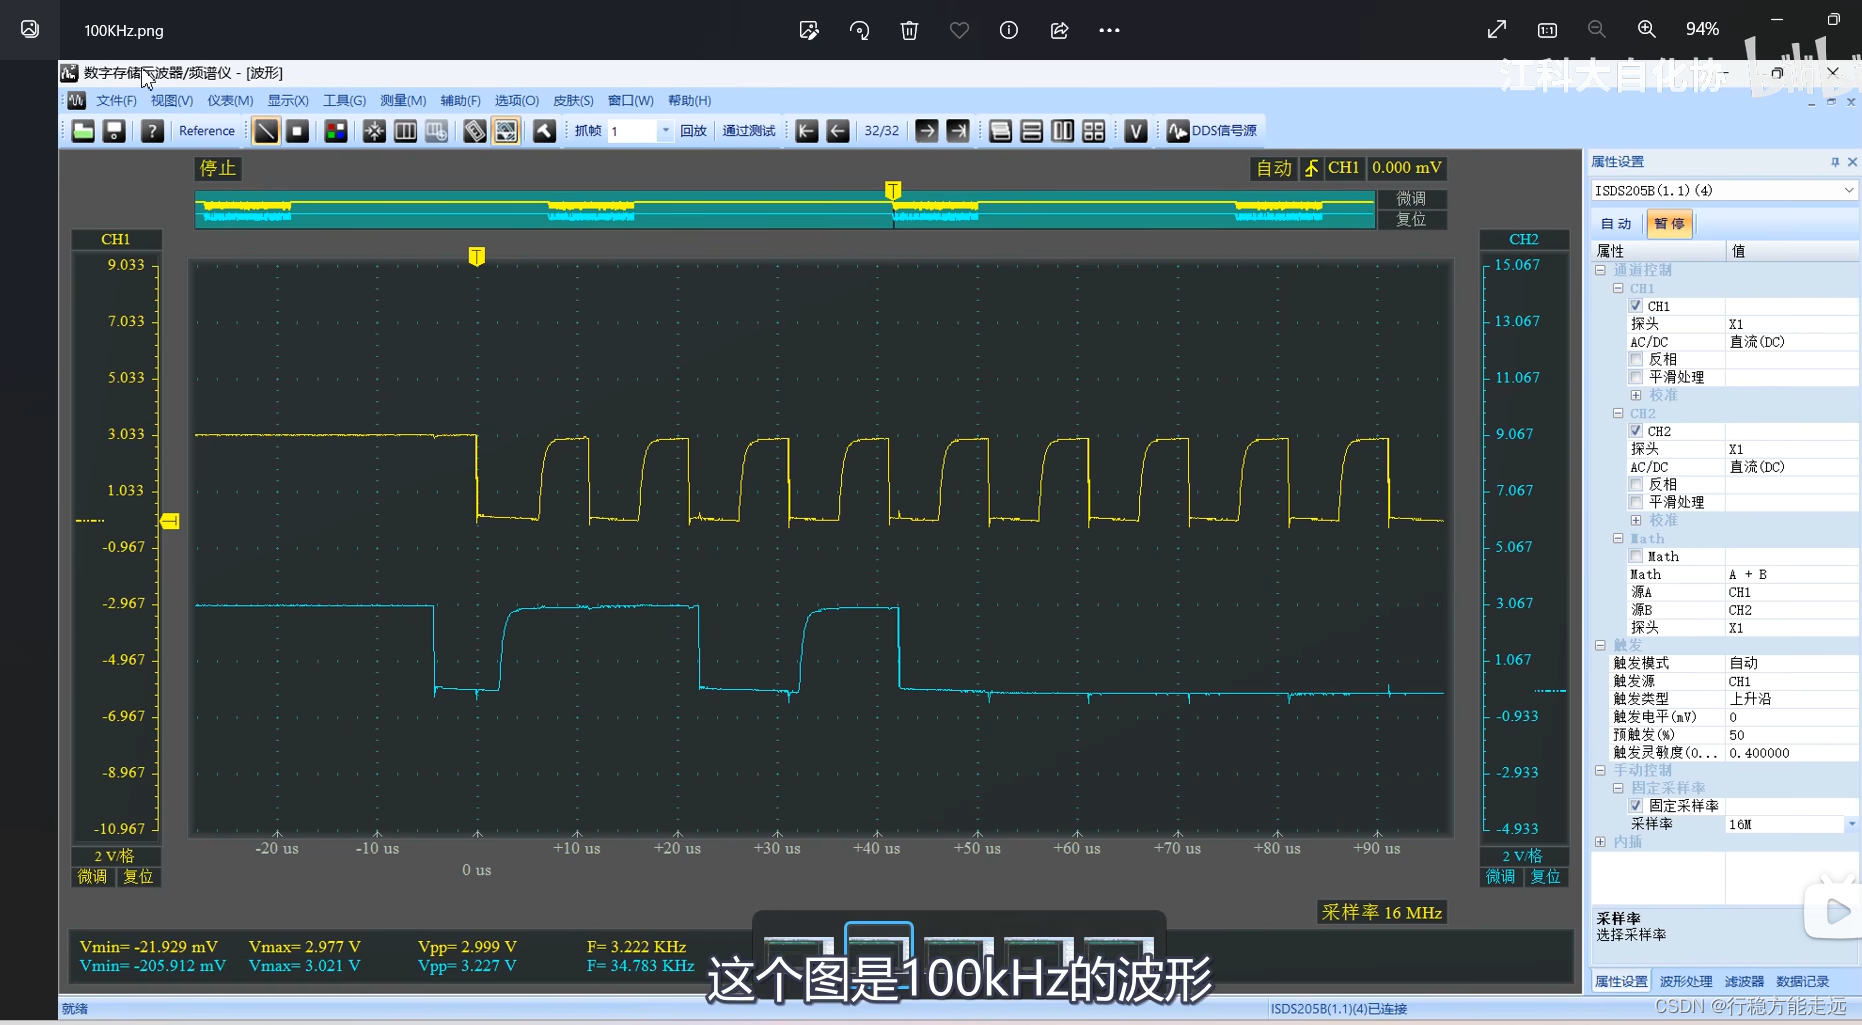 100KHz.png
94%
数字存储示波器/频谱仪 - [波形]
江科大自化协
bilibili
文件(F) 视图(V) 仪表(M) 显示(X) 工具(G) 测量(M) 辅助(F) 选项(O) 皮肤(S) 窗口(W) 帮助(H)
Reference 抓帧 1 回放 通过测试 32/32 V DDS信号源
停止
自动 CH1 0.000 mV
T
微调
复位
T
CH1
9.033
7.033
5.033
3.033
1.033
-0.967
-2.967
-4.967
-6.967
-8.967
-10.967
2 V/格
微调 复位
-20 us -10 us +10 us +20 us +30 us +40 us +50 us +60 us +70 us +80 us +90 us
0 us
CH2
15.067
13.067
11.067
9.067
7.067
5.067
3.067
1.067
-0.933
-2.933
-4.933
2 V/格
微调 复位
采样率 16 MHz
Vmin= -21.929 mV Vmax= 2.977 V Vpp= 2.999 V F= 3.222 KHz
Vmin= -205.912 mV Vmax= 3.021 V Vpp= 3.227 V F= 34.783 KHz
这个图是100kHz的波形
属性设置
ISDS205B(1.1)(4)
自动 暂停
属性 值
通道控制
CH1
CH1
探头 X1
AC/DC 直流(DC)
反相
平滑处理
校准
CH2
CH2
探头 X1
AC/DC 直流(DC)
反相
平滑处理
校准
Math
Math
Math A + B
源A CH1
源B CH2
探头 X1
触发
触发模式 自动
触发源 CH1
触发类型 上升沿
触发电平(mV) 0
预触发(%) 50
触发灵敏度(0... 0.400000
手动控制
固定采样率
固定采样率
采样率 16M
内插
采样率
选择采样率
属性设置 波形处理 滤波器 数据记录
就绪
ISDS205B(1.1)(4)已连接
CSDN @行稳方能走远